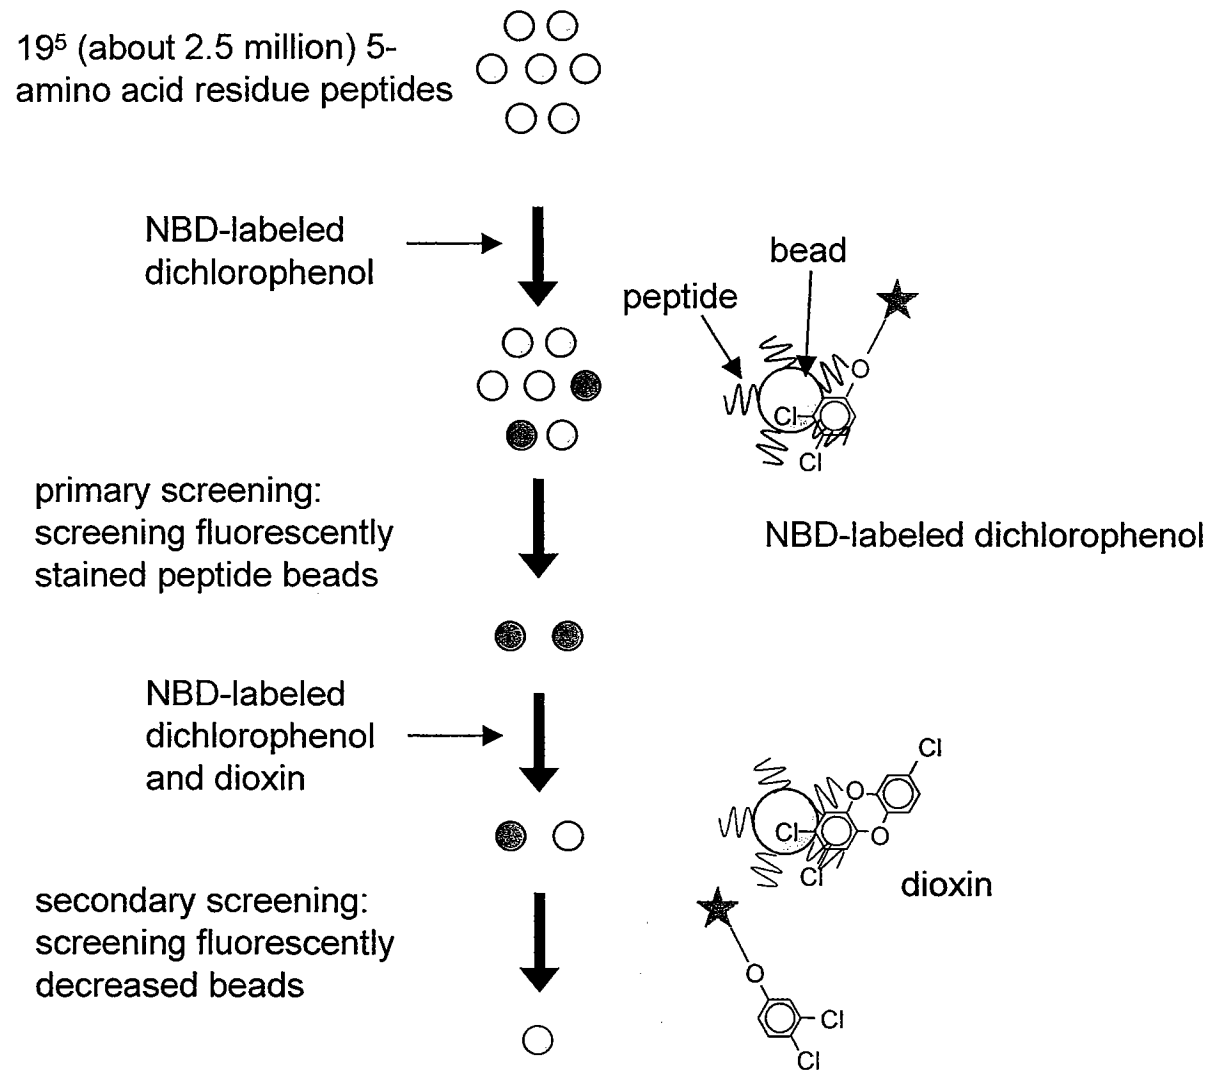 19⁵ (about 2.5 million) 5-
amino acid residue peptides
NBD-labeled
dichlorophenol
bead
peptide
O
Cl
Cl
primary screening:
screening fluorescently
stained peptide beads
NBD-labeled dichlorophenol
NBD-labeled
dichlorophenol
and dioxin
Cl
O
Cl
O
Cl
dioxin
secondary screening:
screening fluorescently
decreased beads
O
Cl
Cl